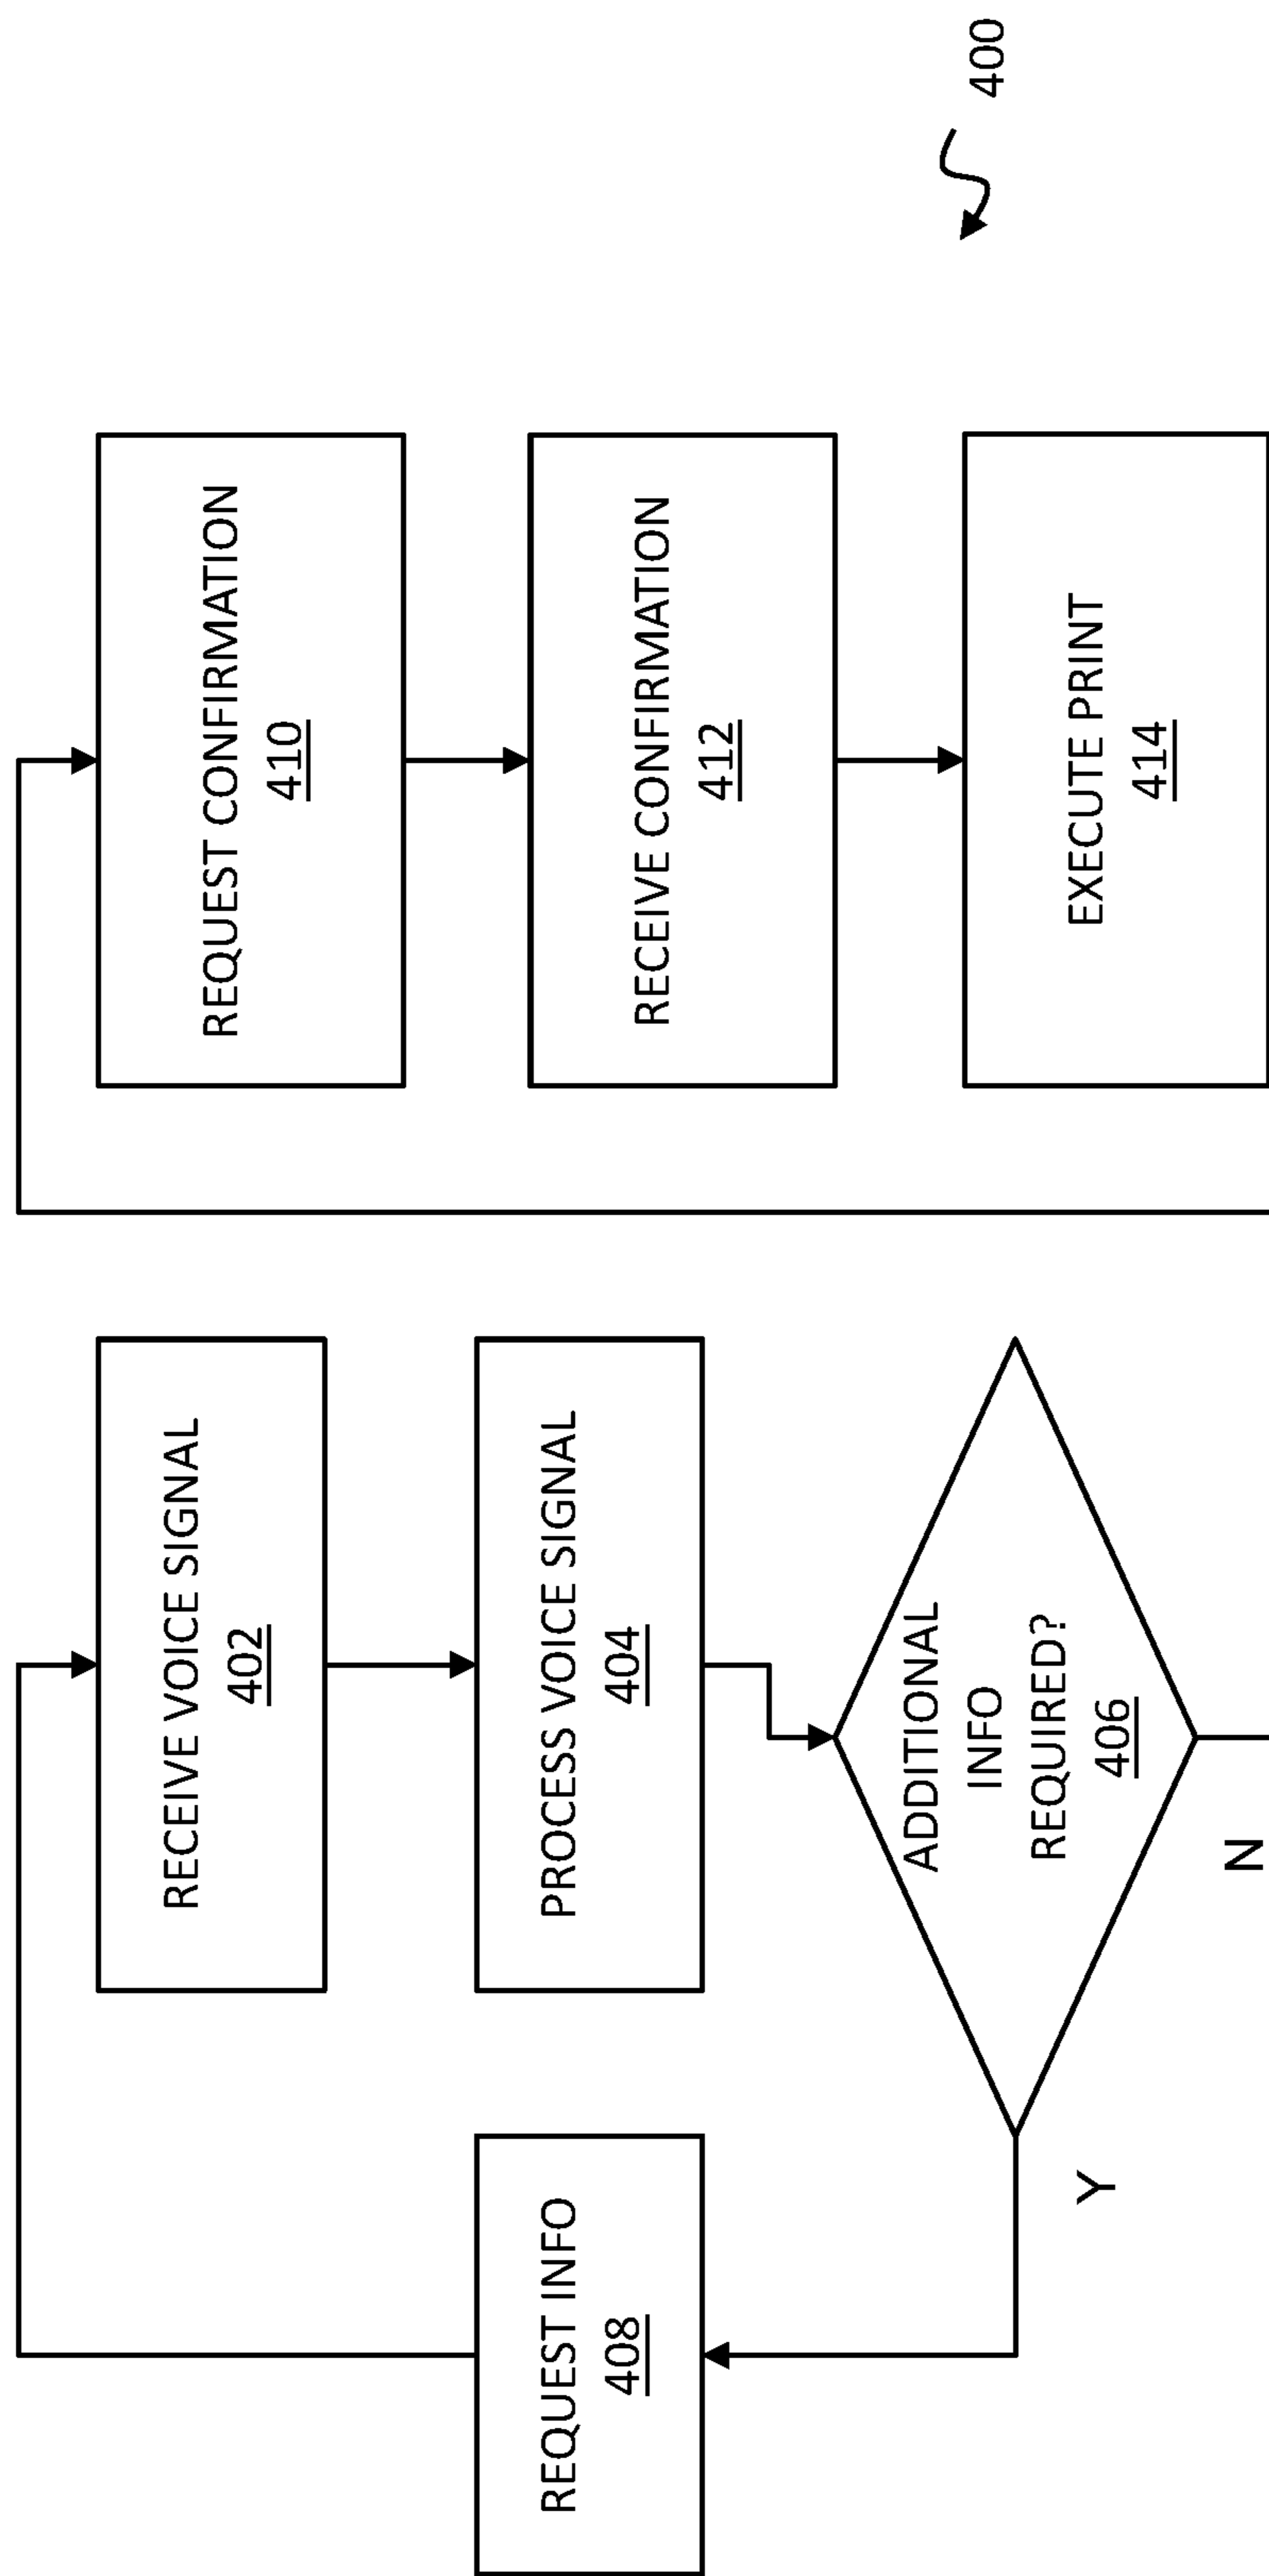 RECEIVE VOICE SIGNAL
402
PROCESS VOICE SIGNAL
404
ADDITIONAL
INFO
REQUIRED?
406
Y
N
REQUEST INFO
408
REQUEST CONFIRMATION
410
RECEIVE CONFIRMATION
412
EXECUTE PRINT
414
400